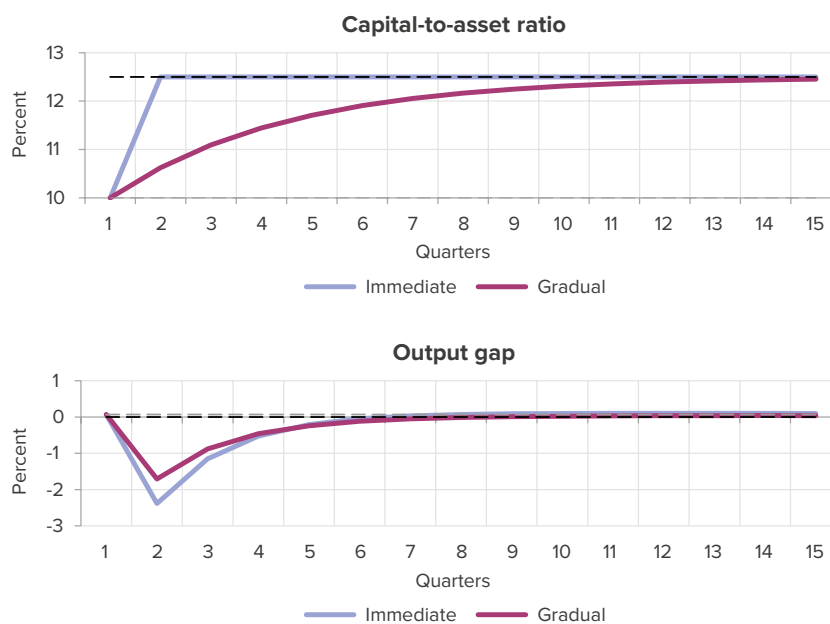 Capital-to-asset ratio
13
12
11
10
Percent
1 2 3 4 5 6 7 8 9 10 11 12 13 14 15
Quarters
Immediate Gradual
Output gap
1
0
-1
-2
-3
Percent
1 2 3 4 5 6 7 8 9 10 11 12 13 14 15
Quarters
Immediate Gradual